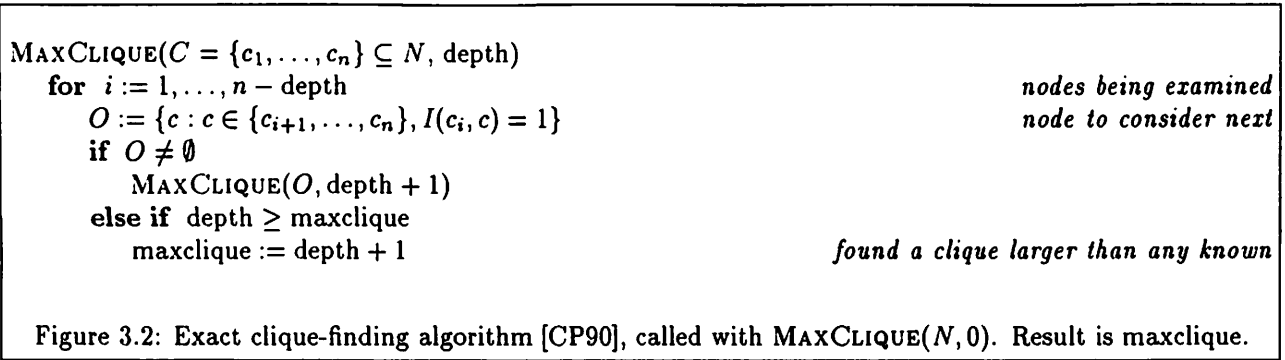 MAXCLIQUE(C = {c₁, . . . , cₙ} ⊆ N, depth)
for i := 1, . . . , n − depth nodes being examined
O := {c : c ∈ {cᵢ₊₁, . . . , cₙ}, I(cᵢ, c) = 1} node to consider next
if O ≠ ∅
MAXCLIQUE(O, depth + 1)
else if depth ≥ maxclique
maxclique := depth + 1 found a clique larger than any known
Figure 3.2: Exact clique-finding algorithm [CP90], called with MAXCLIQUE(N, 0). Result is maxclique.